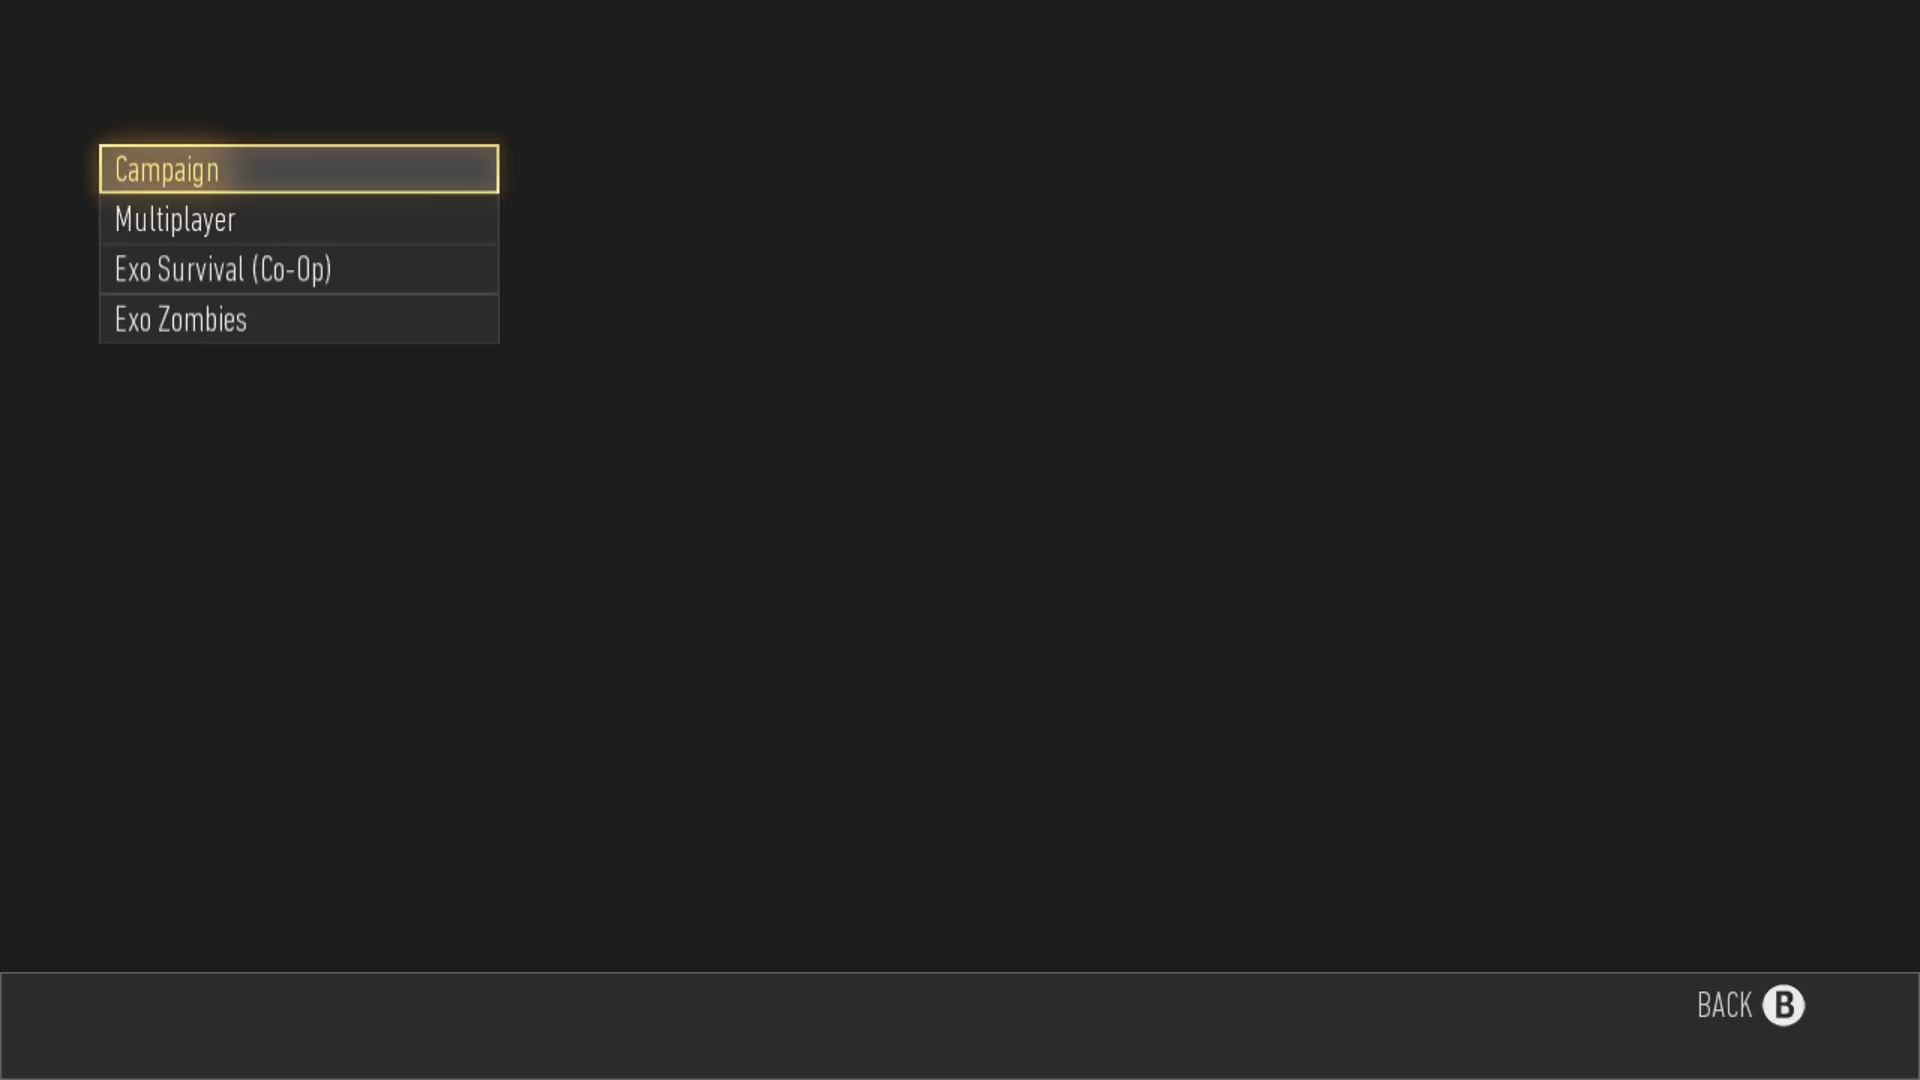 Campaign
Multiplayer
Exo Survival (Co-Op)
Exo Zombies
BACK B